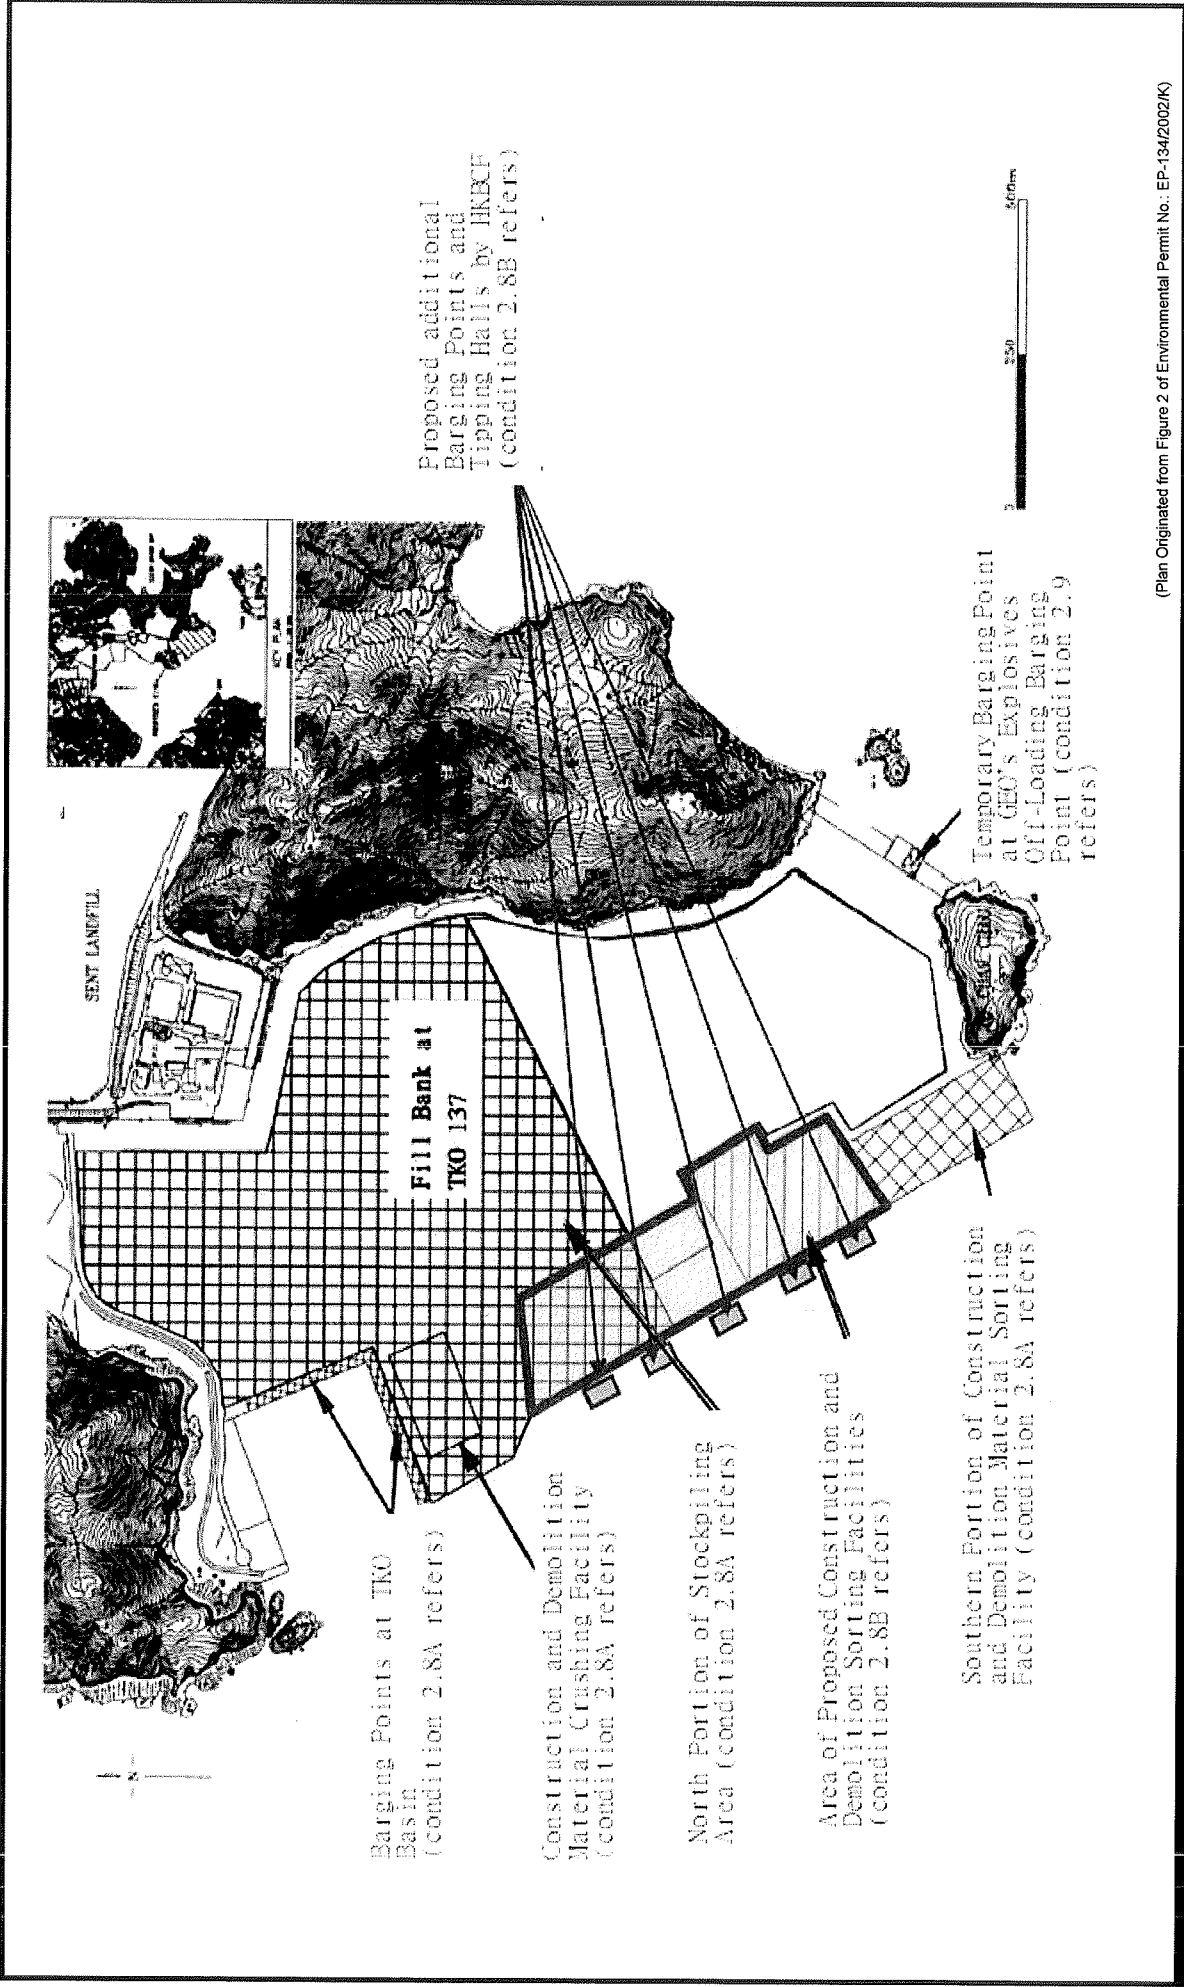 SENT LANDFILL
KEY PLAN
Fill Bank at
TKO 137
Proposed additional
Barging Points and
Tipping Halls by HKBCF
(condition 2.8B refers)
Barging Points at TKO
Basin
(condition 2.8A refers)
Construction and Demolition
Material Crushing Facility
(condition 2.8A refers)
North Portion of Stockpiling
Area (condition 2.8A refers)
Area of Proposed Construction and
Demolition Sorting Facilities
(condition 2.8B refers)
Southern Portion of Construction
and Demolition Material Sorting
Facility (condition 2.8A refers)
Temporary Barging Point
at GEO's Explosives
Off-Loading Barging
Point (condition 2.9
refers)
N
0 250 500m
(Plan Originated from Figure 2 of Environmental Permit No.: EP-134/2002/K)